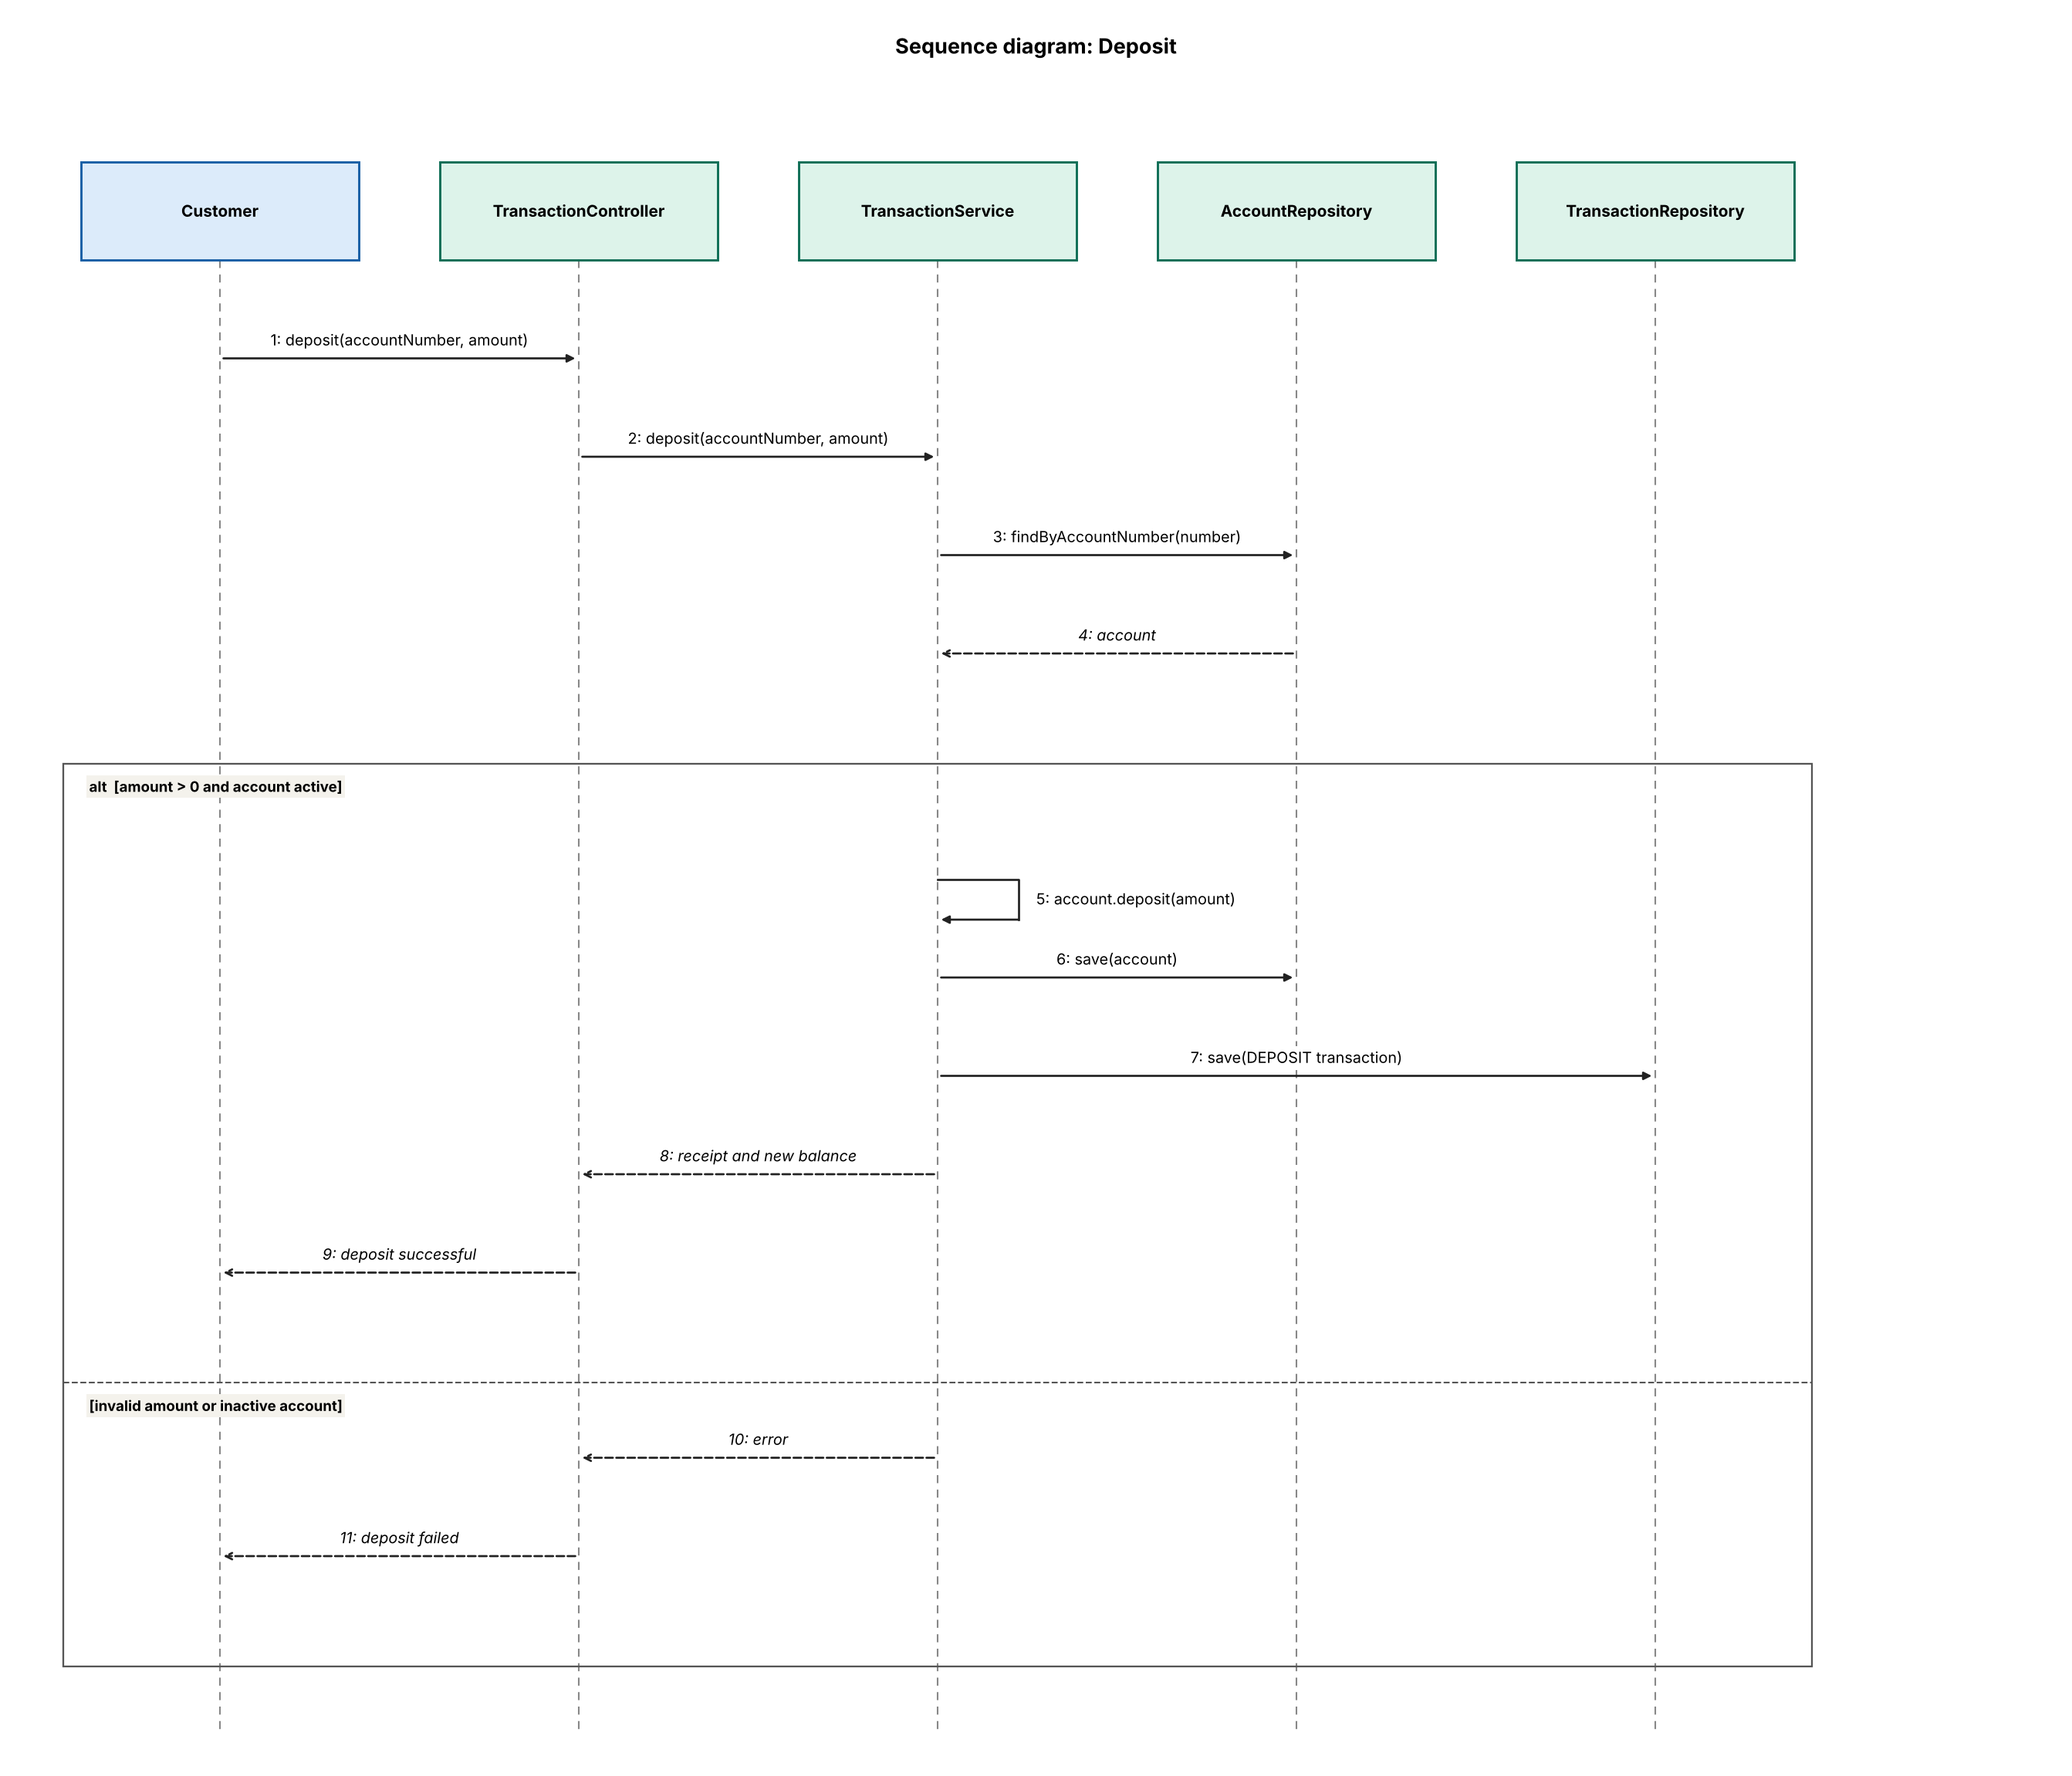 Sequence diagram: Deposit
Customer
TransactionController
TransactionService
AccountRepository
TransactionRepository
1: deposit(accountNumber, amount)
2: deposit(accountNumber, amount)
3: findByAccountNumber(number)
4: account
alt [amount > 0 and account active]
5: account.deposit(amount)
6: save(account)
7: save(DEPOSIT transaction)
8: receipt and new balance
9: deposit successful
[invalid amount or inactive account]
10: error
11: deposit failed